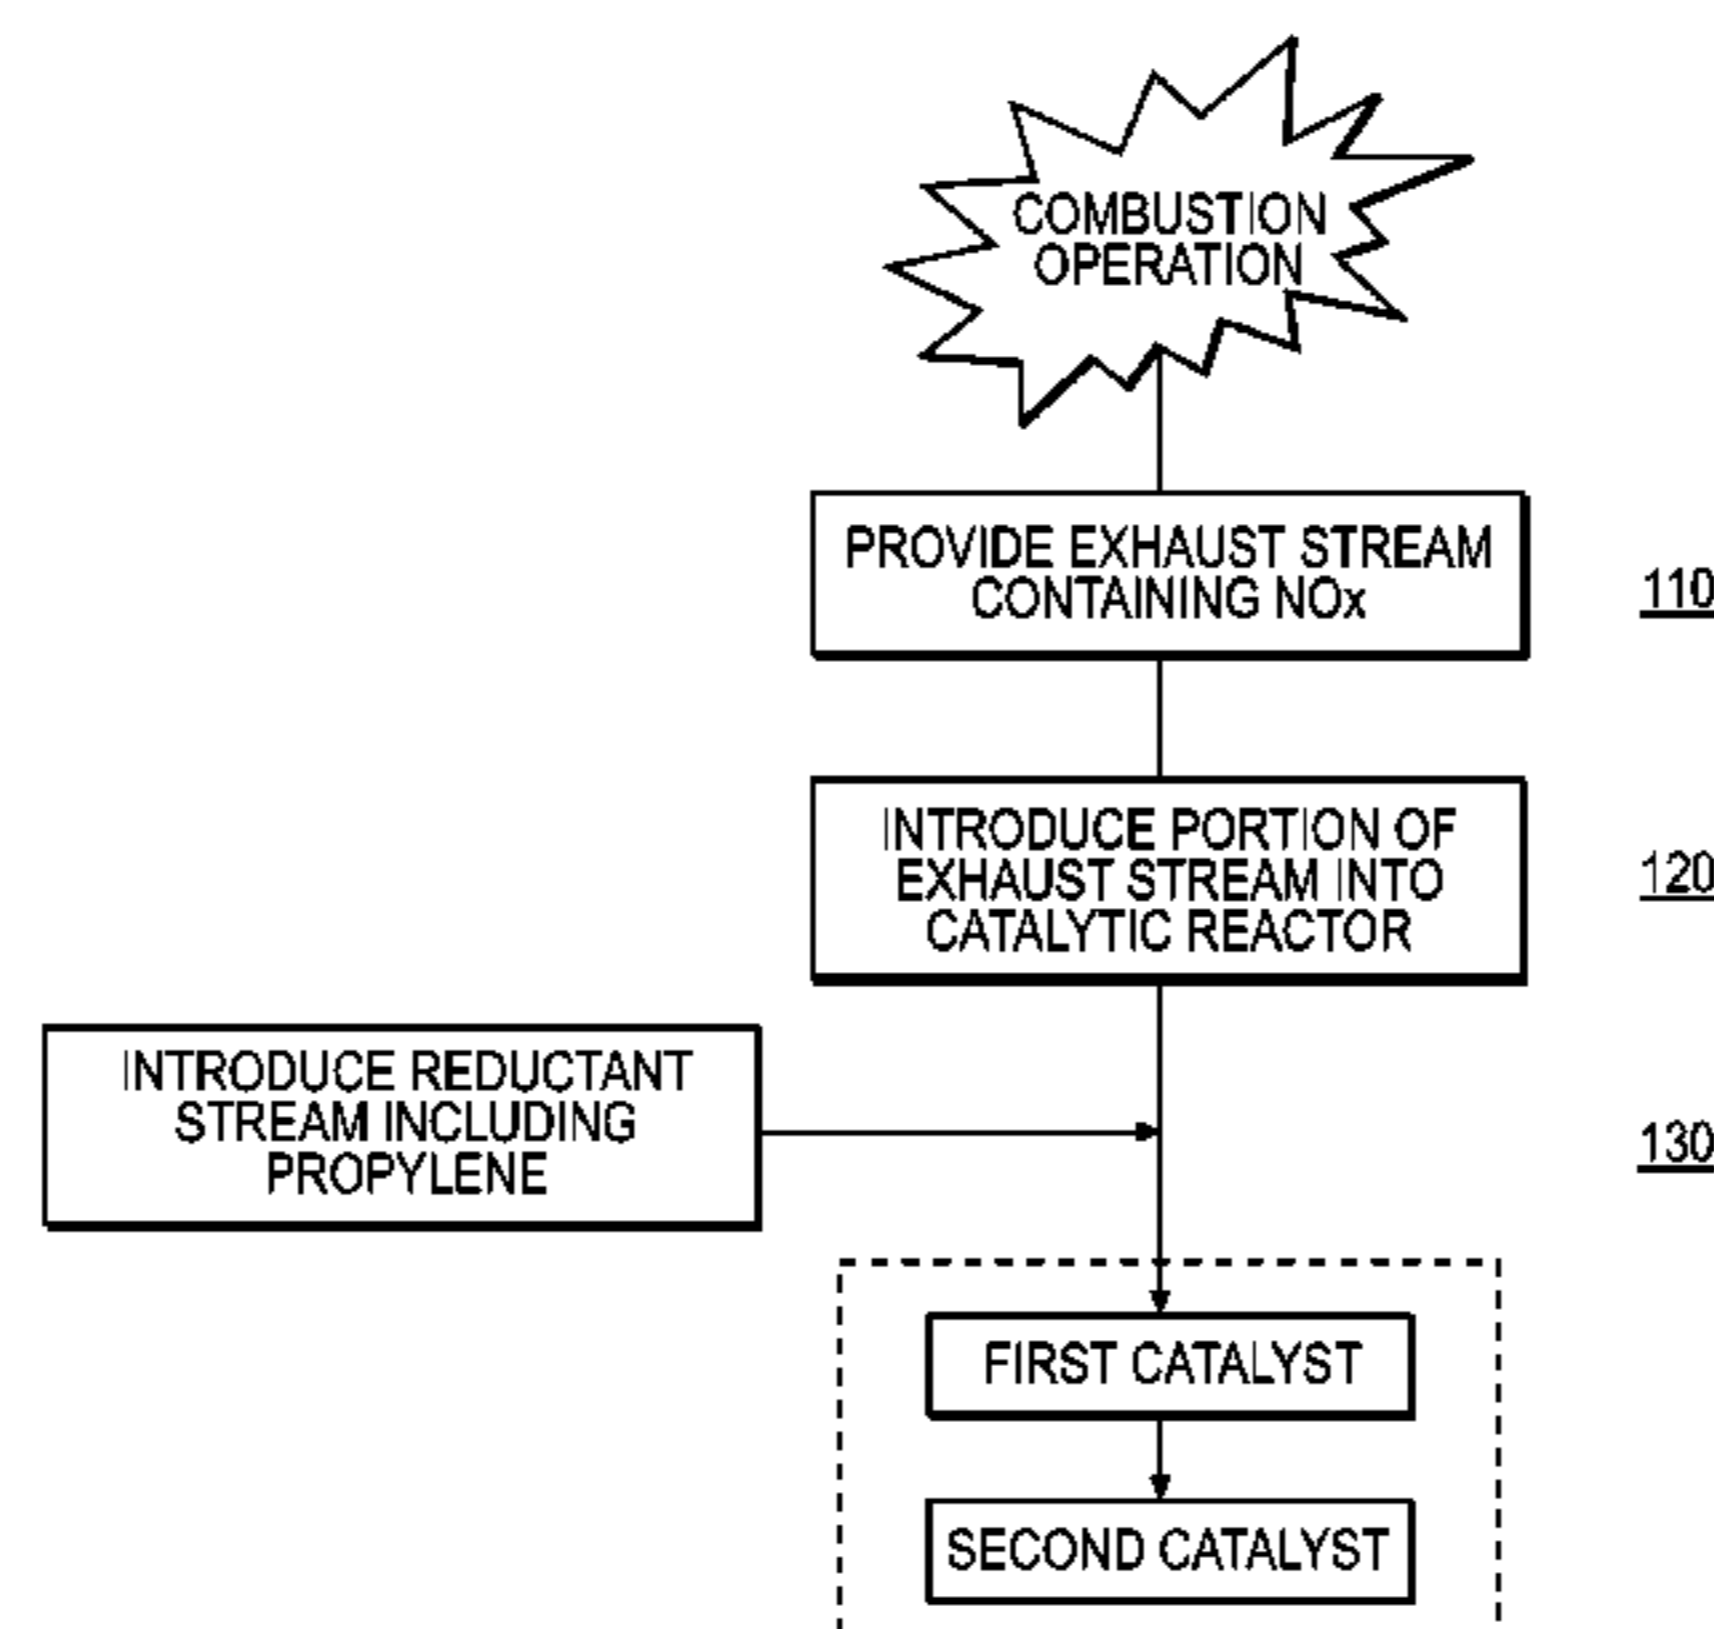 COMBUSTION
OPERATION
PROVIDE EXHAUST STREAM
CONTAINING NOx
110
INTRODUCE PORTION OF
EXHAUST STREAM INTO
CATALYTIC REACTOR
120
INTRODUCE REDUCTANT
STREAM INCLUDING
PROPYLENE
130
FIRST CATALYST
SECOND CATALYST